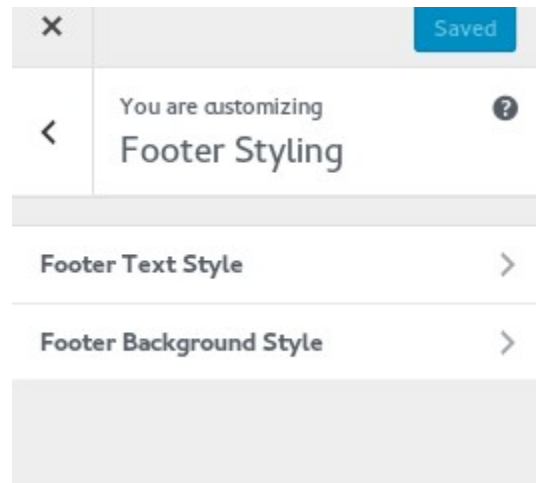 Saved
You are customizing
Footer Styling
Footer Text Style
Footer Background Style